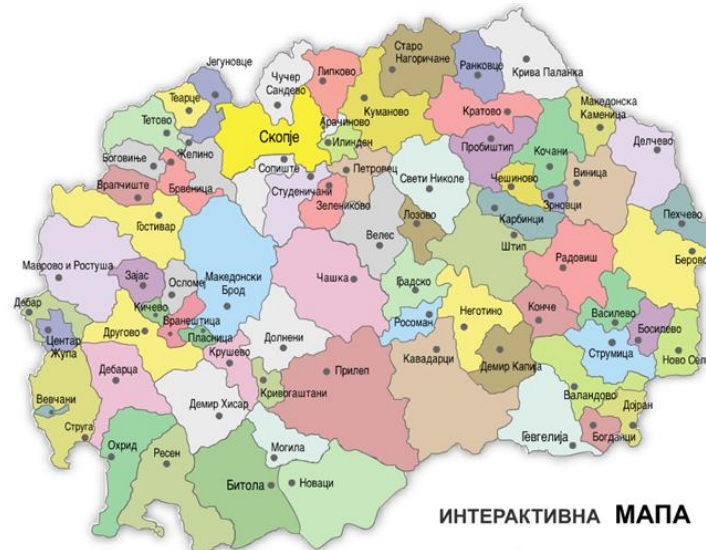 Старо
Нагоричане
Ранковце
Крива Паланка
Јегуновце
Чучер
Сандево
Липково
Теарце
Куманово
Кратово
Македонска
Каменица
Тетово
Скопје
Арачиново
Илинден
Пробиштип
Кочани
Делчево
Желино
Боговиње
Сопиште
Петровец
Свети Николе
Чешиново
Виница
Врапчиште
Брвеница
Студеничани
Зелениково
Зрновци
Карбинци
Пехчево
Гостивар
Лозово
Велес
Штип
Маврово и Ростуша
Зајас
Осломеј
Македонски
Брод
Чашка
Градско
Радовиш
Берово
Дебар
Кичево
Вранештица
Другово
Пласница
Центар
Жупа
Долнени
Росоман
Неготино
Конче
Василево
Босилево
Струмица
Крушево
Дебарца
Прилеп
Кавадарци
Демир Капија
Ново Сел
Кривогаштани
Валандово
Вевчани
Демир Хисар
Дојран
Струга
Могила
Гевгелија
Богданци
Охрид
Ресен
Битола
Новаци
ИНТЕРАКТИВНА МАПА